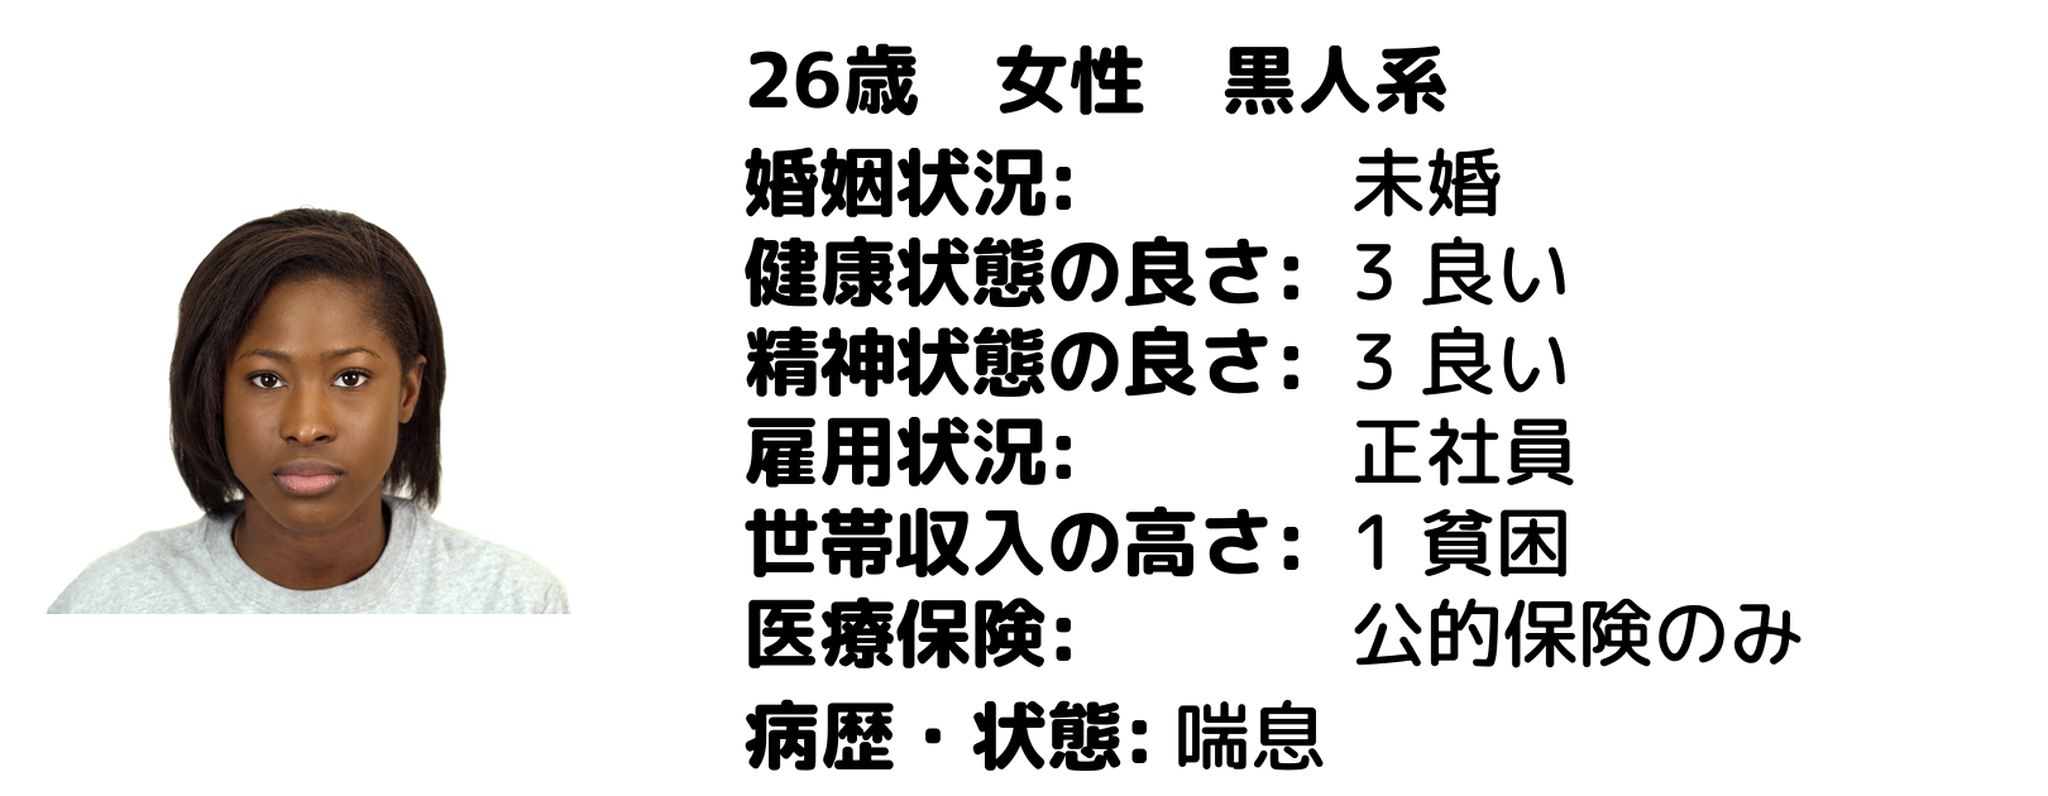 26歳　女性　黒人系
婚姻状況: 未婚
健康状態の良さ: 3 良い
精神状態の良さ: 3 良い
雇用状況: 正社員
世帯収入の高さ: 1 貧困
医療保険: 公的保険のみ
病歴・状態: 喘息